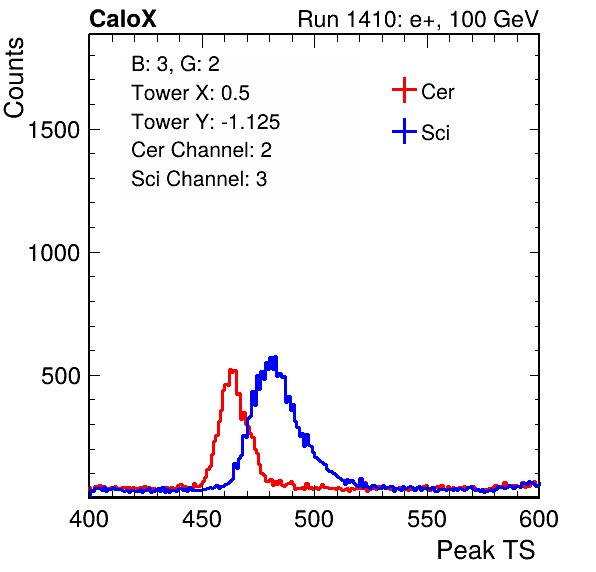 CaloX Run 1410: e+, 100 GeV
Counts
B: 3, G: 2
Tower X: 0.5
Tower Y: -1.125
Cer Channel: 2
Sci Channel: 3
Cer
Sci
1500
1000
500
400 450 500 550 600
Peak TS